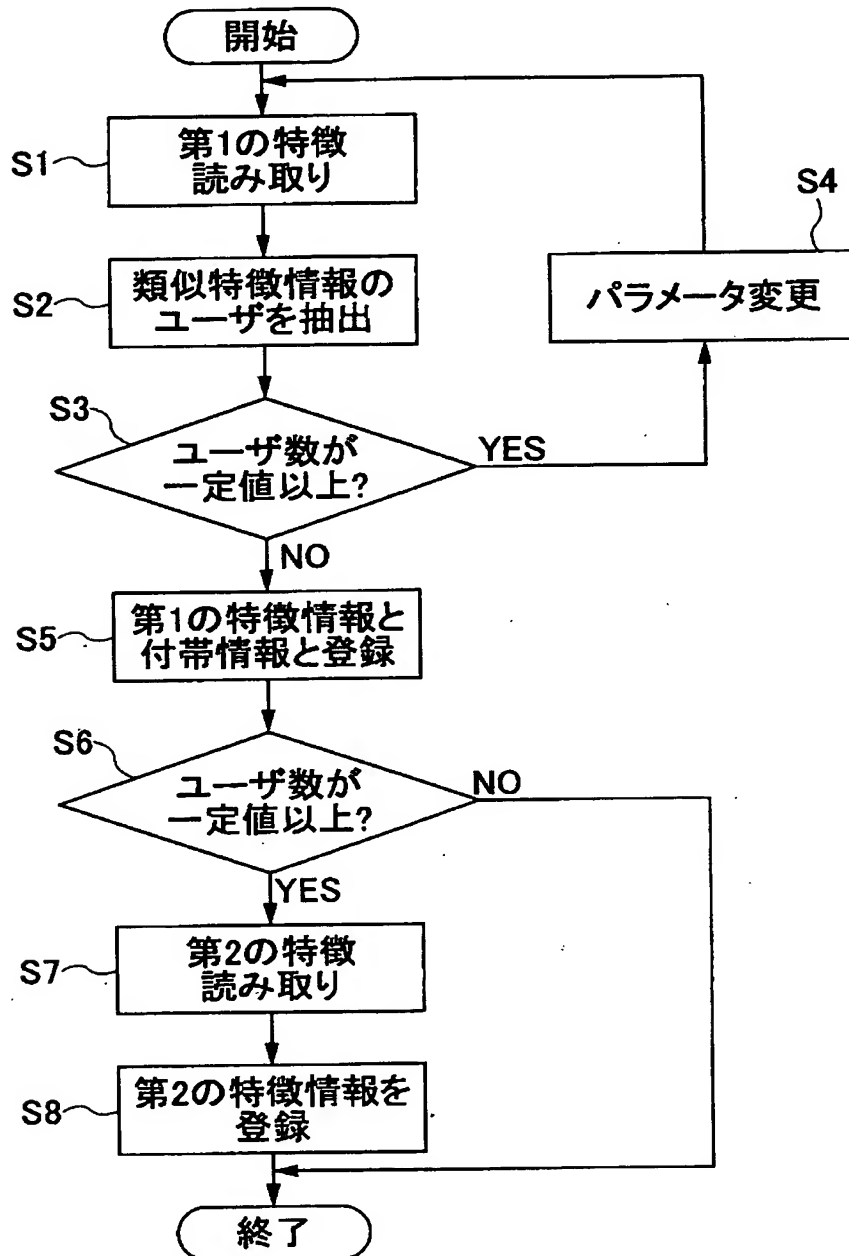 開始
S1
第1の特徴
読み取り
S2
類似特徴情報の
ユーザを抽出
S3
ユーザ数が
一定値以上?
YES
S4
パラメータ変更
NO
S5
第1の特徴情報と
付帯情報と登録
S6
ユーザ数が
一定値以上?
NO
YES
S7
第2の特徴
読み取り
S8
第2の特徴情報を
登録
終了